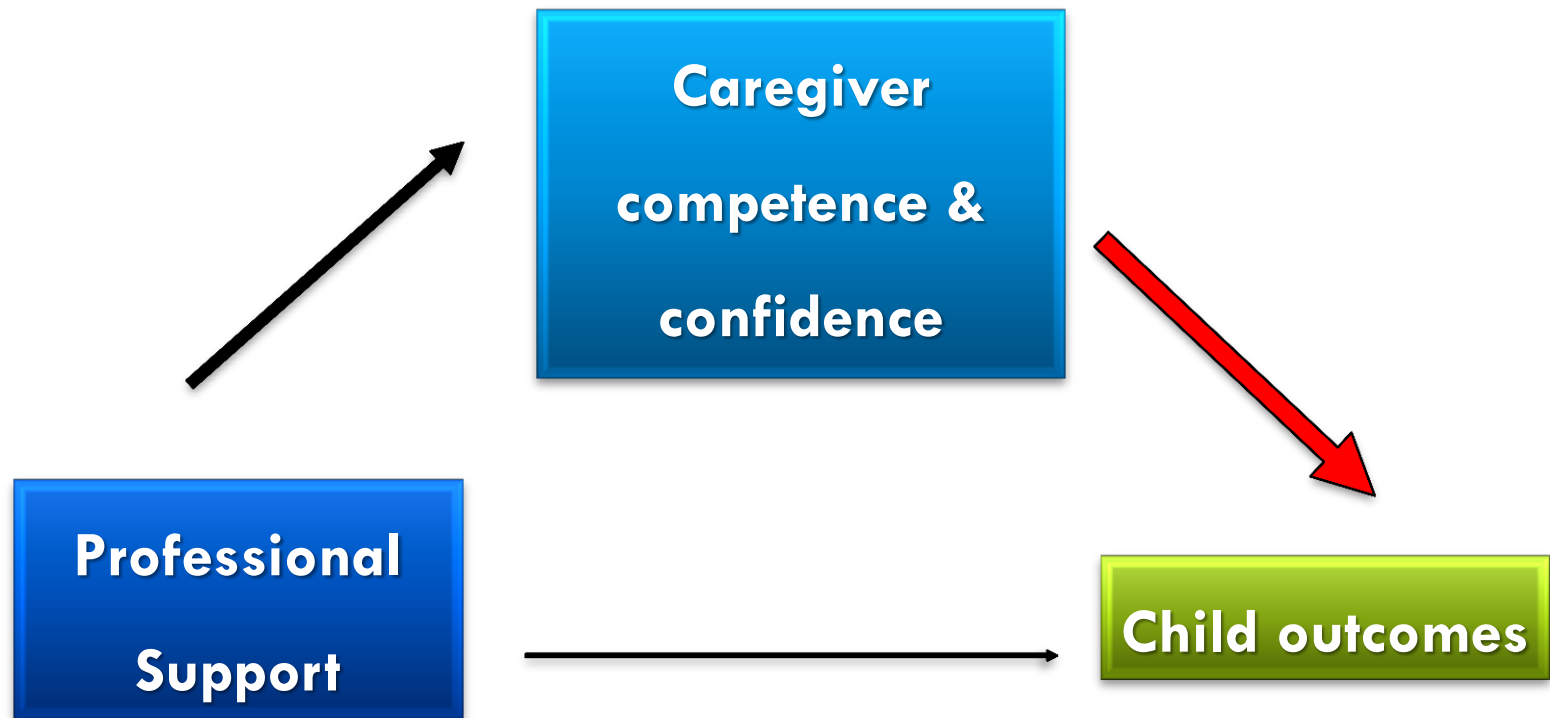 Caregiver
competence &
confidence
Professional
Support
Child outcomes